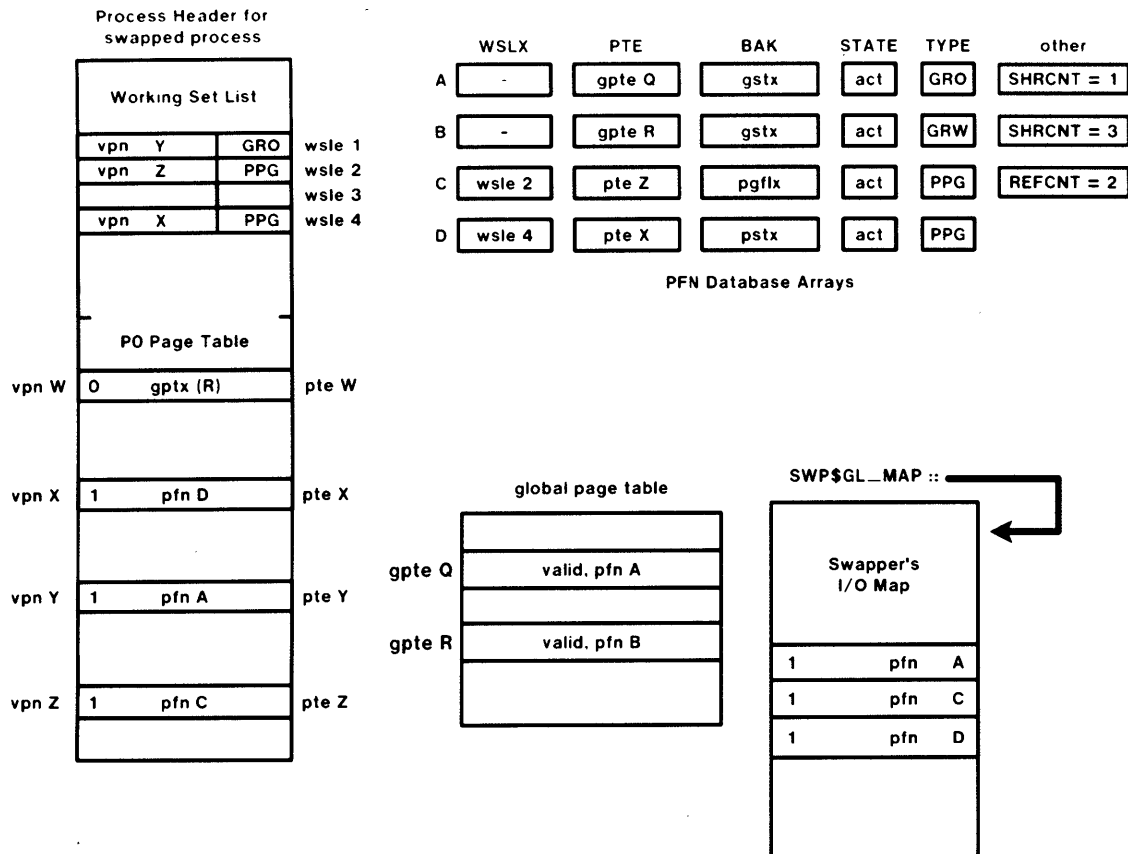 Process Header for
swapped process
Working Set List
vpn Y GRO wsle 1
vpn Z PPG wsle 2
wsle 3
vpn X PPG wsle 4
PO Page Table
vpn W 0 gptx (R) pte W
vpn X 1 pfn D pte X
vpn Y 1 pfn A pte Y
vpn Z 1 pfn C pte Z
WSLX PTE BAK STATE TYPE other
A - gpte Q gstx act GRO SHRCNT = 1
B - gpte R gstx act GRW SHRCNT = 3
C wsle 2 pte Z pgflx act PPG REFCNT = 2
D wsle 4 pte X pstx act PPG
PFN Database Arrays
global page table
gpte Q valid, pfn A
gpte R valid, pfn B
SWP$GL_MAP ::
Swapper's
I/O Map
1 pfn A
1 pfn C
1 pfn D